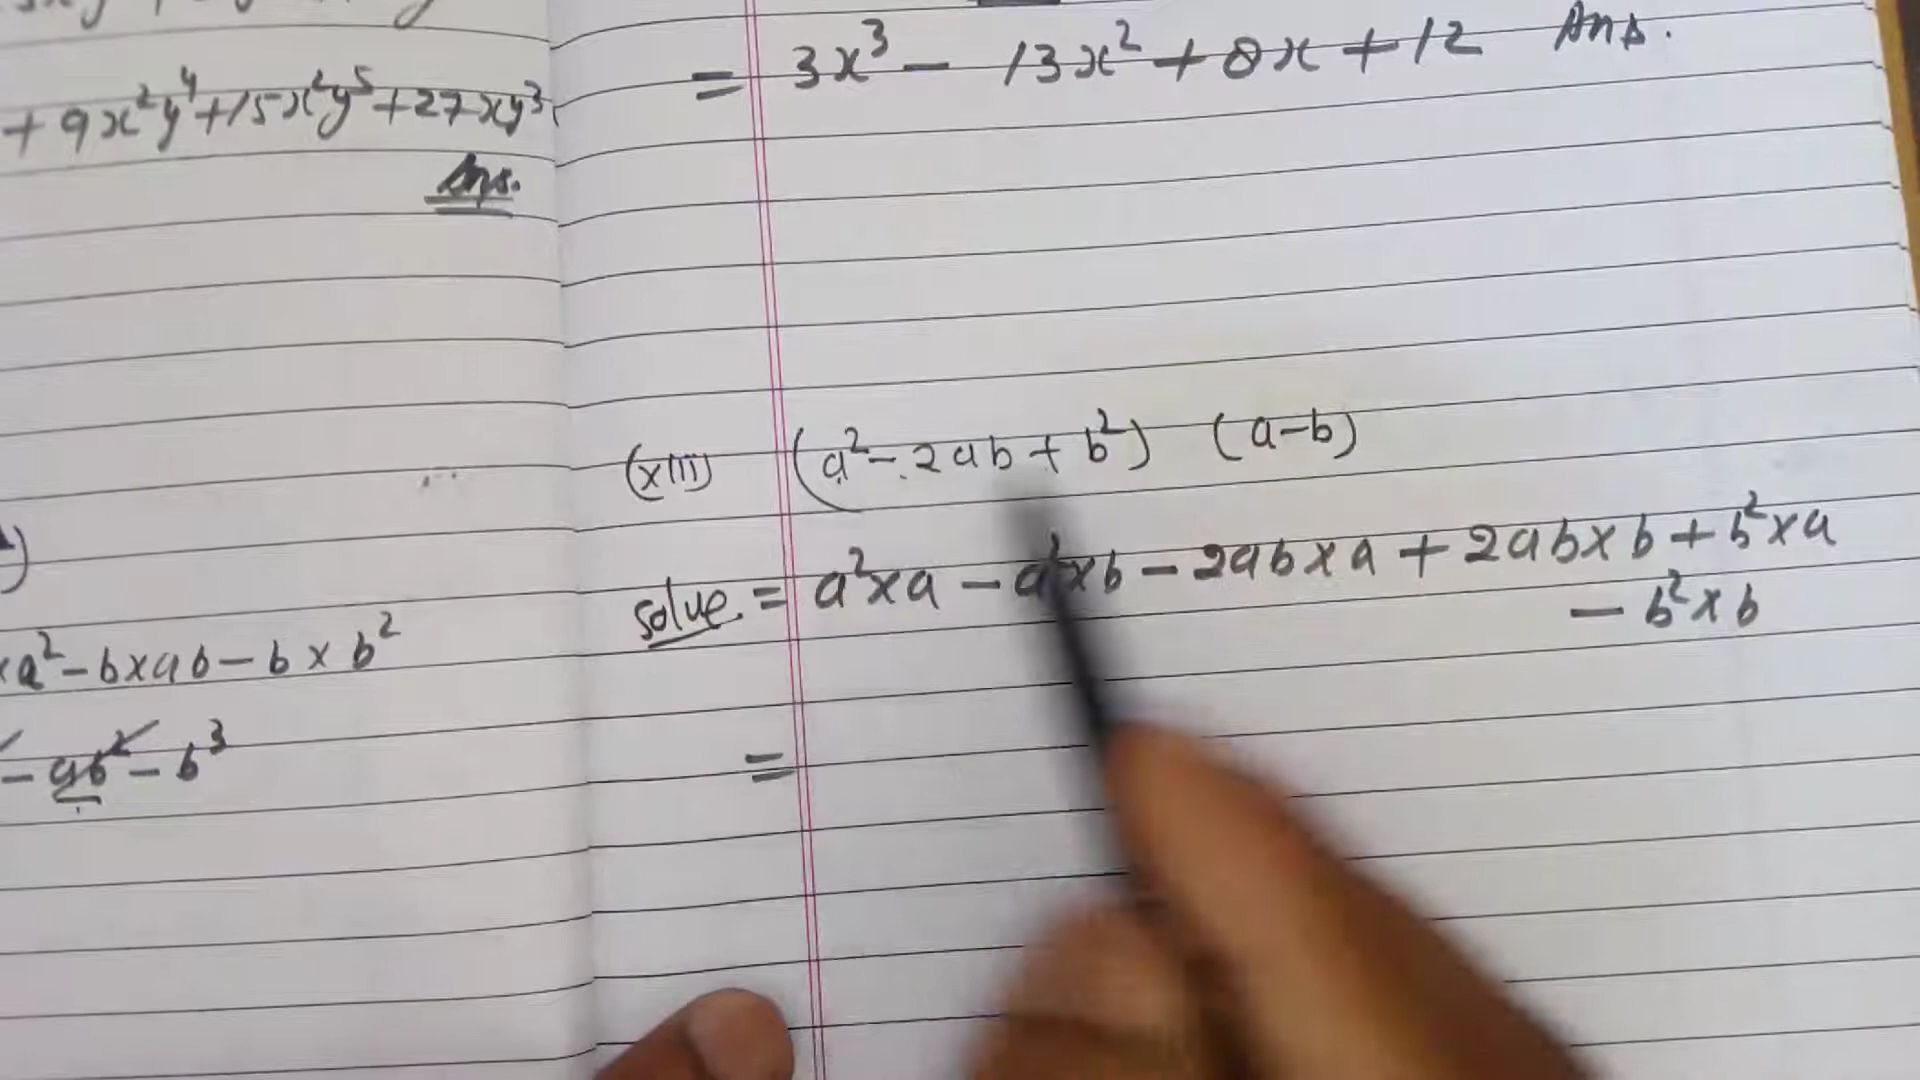 + 9x²y⁴ + 15x²y⁵ + 27xy³
Ans.
× a² - b × ab - b × b²
- ab² - b³
= 3x³ - 13x² + 8x + 12 Ans.
(xiii) (a² - 2ab + b²) (a - b)
solve. = a² × a - a² × b - 2ab × a + 2ab × b + b² × a
- b² × b
=